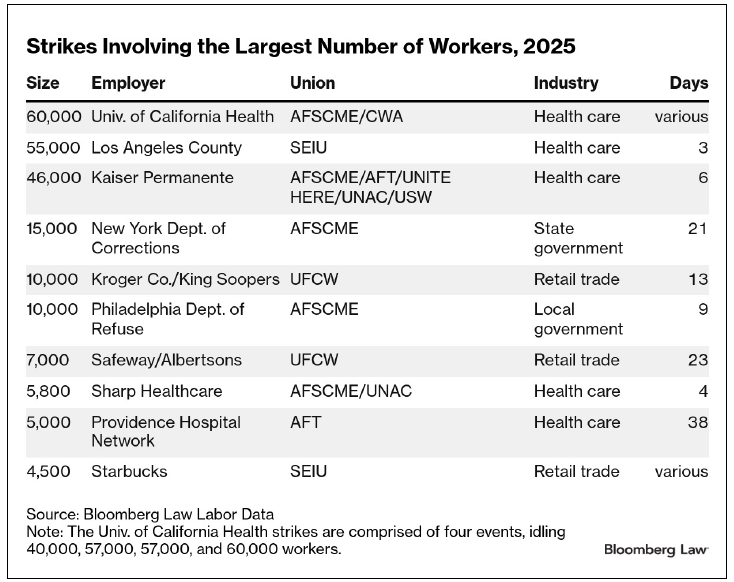 Strikes Involving the Largest Number of Workers, 2025
Size Employer Union Industry Days
60,000 Univ. of California Health AFSCME/CWA Health care various
55,000 Los Angeles County SEIU Health care 3
46,000 Kaiser Permanente AFSCME/AFT/UNITE Health care 6
HERE/UNAC/USW
15,000 New York Dept. of AFSCME State 21
Corrections government
10,000 Kroger Co./King Soopers UFCW Retail trade 13
10,000 Philadelphia Dept. of AFSCME Local 9
Refuse government
7,000 Safeway/Albertsons UFCW Retail trade 23
5,800 Sharp Healthcare AFSCME/UNAC Health care 4
5,000 Providence Hospital AFT Health care 38
Network
4,500 Starbucks SEIU Retail trade various
Source: Bloomberg Law Labor Data
Note: The Univ. of California Health strikes are comprised of four events, idling
40,000, 57,000, 57,000, and 60,000 workers.
Bloomberg Law